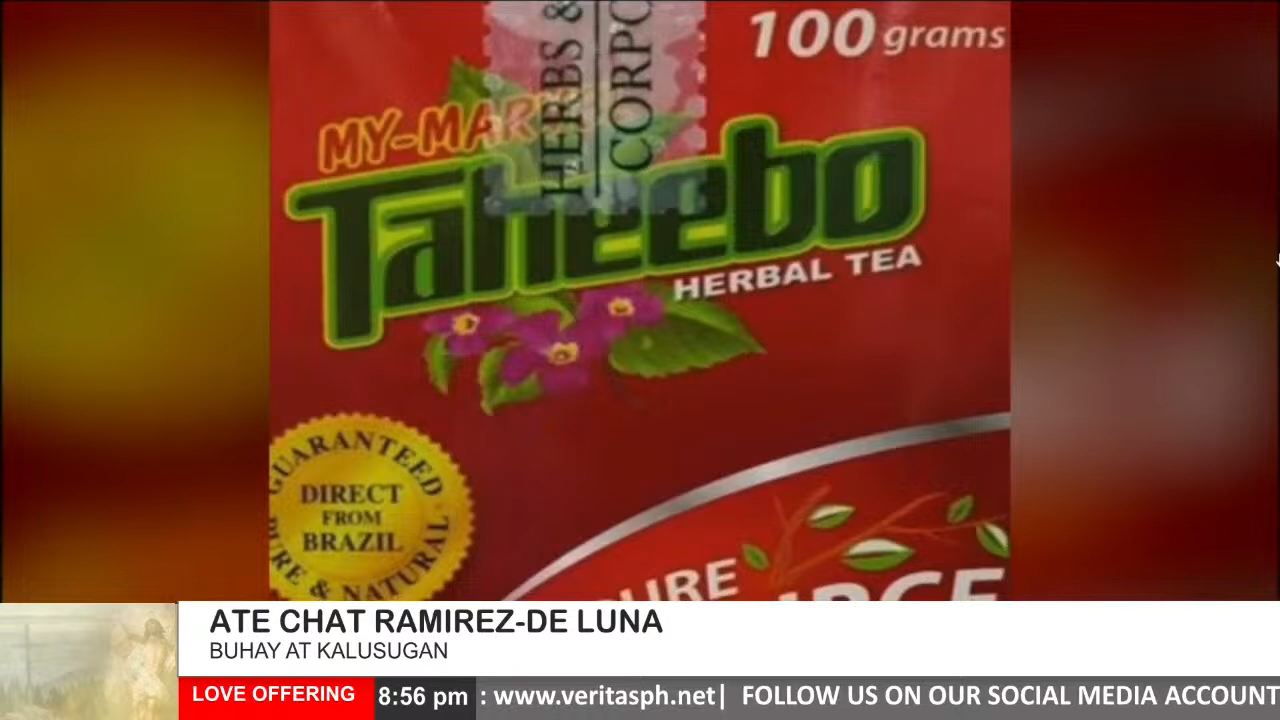 100 grams
HERBS &
CORPO
MY-MAR
Taheebo
HERBAL TEA
GUARANTEED
DIRECT
FROM
BRAZIL
PURE & NATURAL
ATE CHAT RAMIREZ-DE LUNA
BUHAY AT KALUSUGAN
LOVE OFFERING
8:56 pm
: www.veritasph.net| FOLLOW US ON OUR SOCIAL MEDIA ACCOUNT